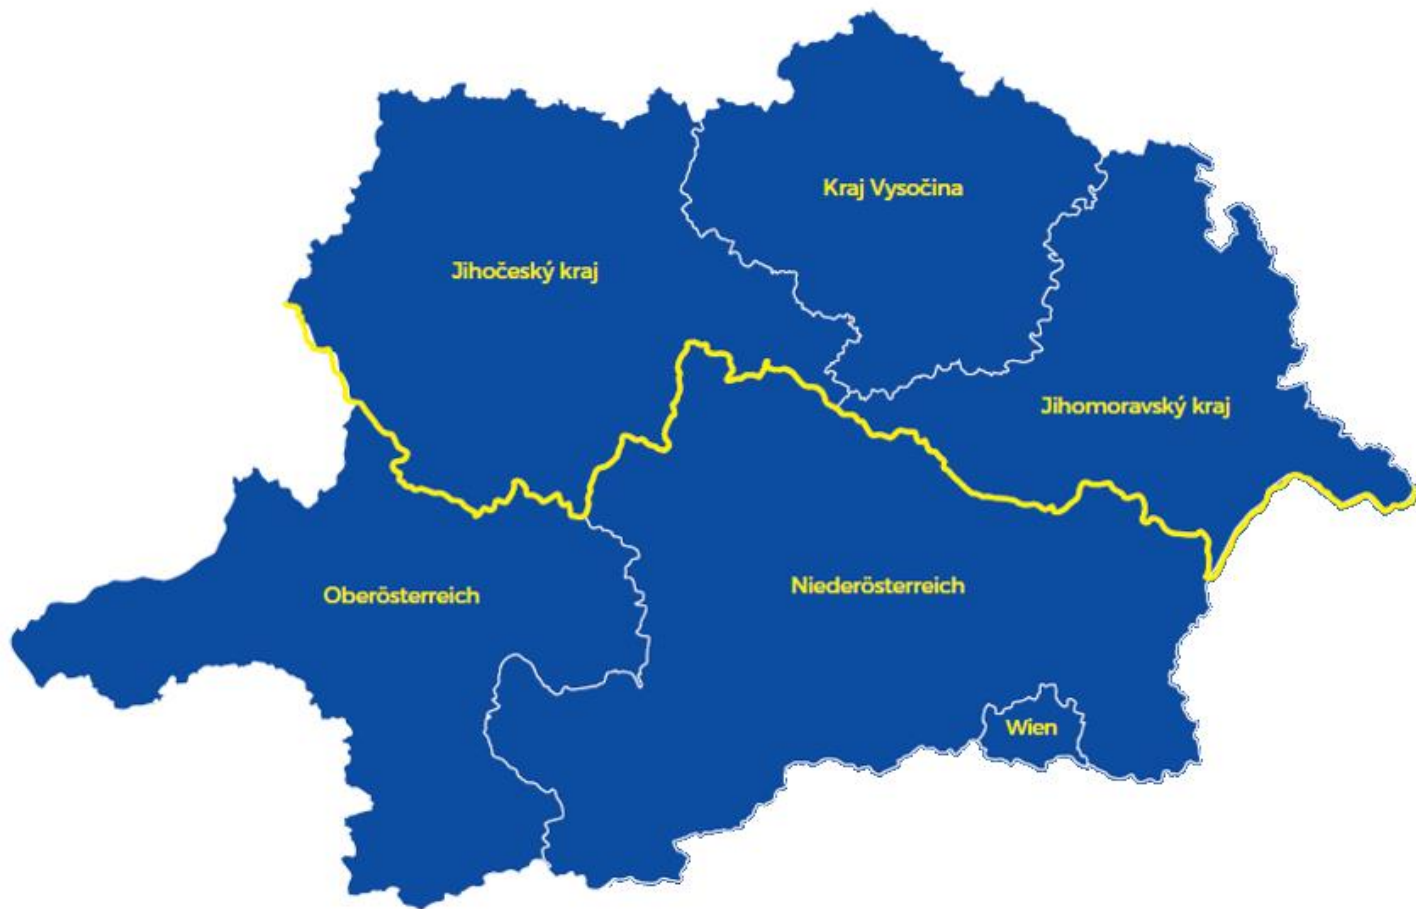 Kraj Vysočina
Jihočeský kraj
Jihomoravský kraj
Niederösterreich
Oberösterreich
Wien